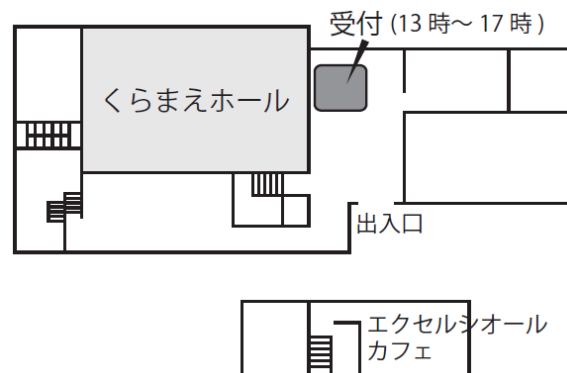 受付 (13 時～ 17 時 )
くらまえホール
出入口
エクセルシオール
カフェ